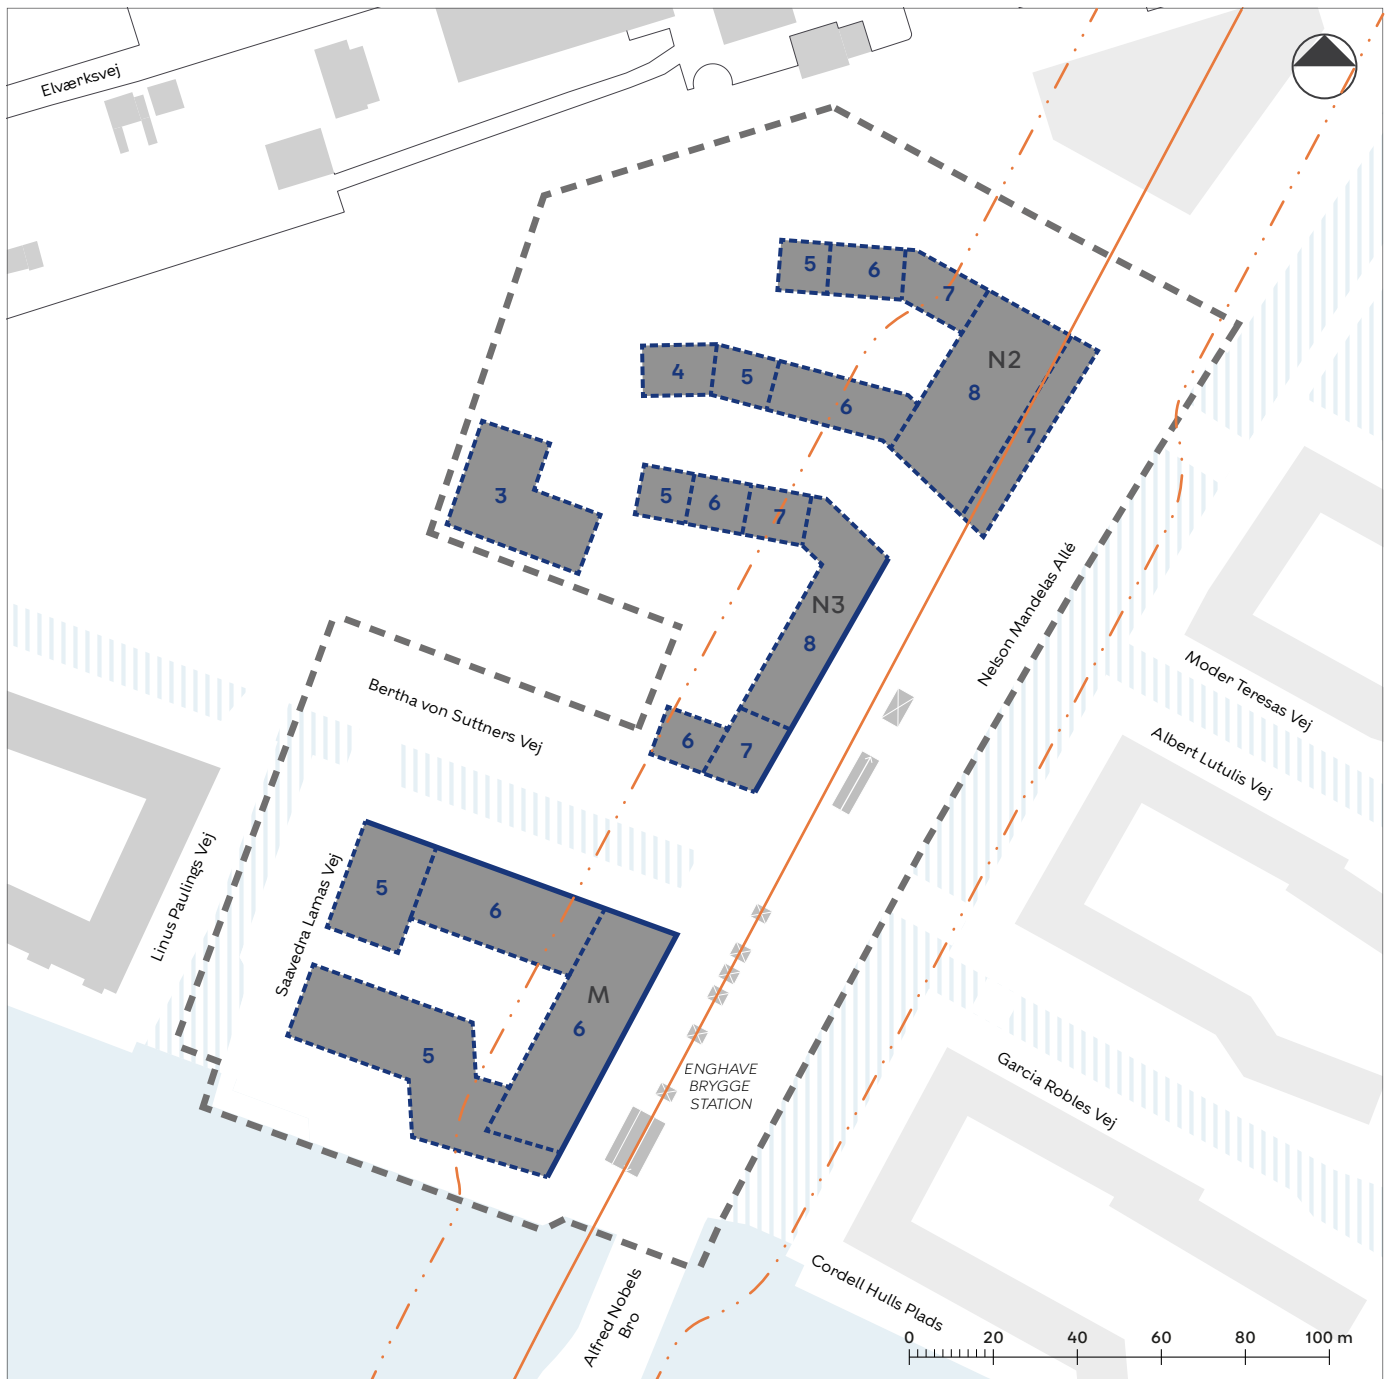 Elværksvej
5
6
7
N2
4
5
6
8
7
3
5
6
7
N3
8
6
7
Nelson Mandelas Allé
Moder Teresas Vej
Albert Lutulis Vej
Bertha von Suttners Vej
Linus Paulings Vej
Saavedra Lamas Vej
5
6
M
6
5
ENGHAVE
BRYGGE
STATION
Garcia Robles Vej
Cordell Hulls Plads
Alfred Nobels
Bro
0 20 40 60 80 100 m